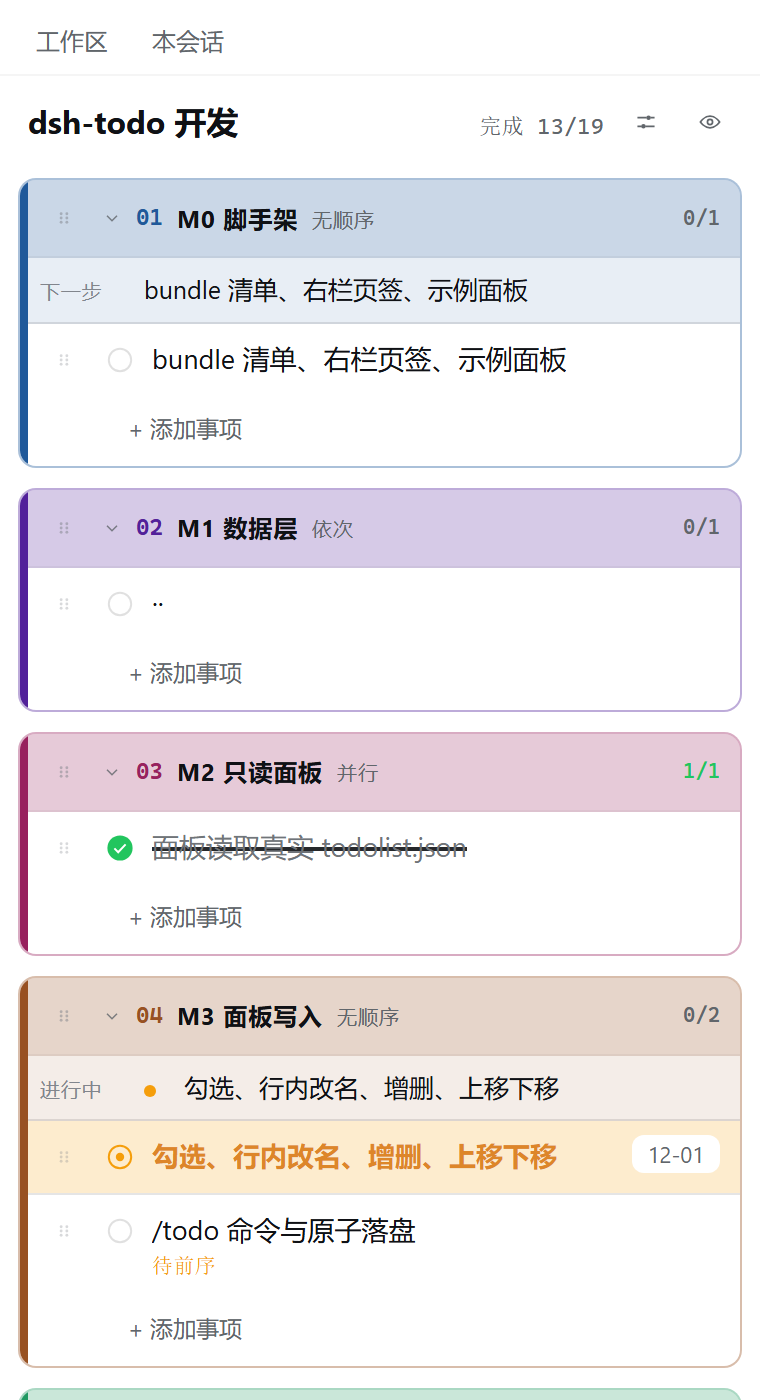 工作区 本会话
dsh-todo 开发 完成 13/19
01 M0 脚手架 无顺序 0/1
下一步 bundle 清单、右栏页签、示例面板
bundle 清单、右栏页签、示例面板
+ 添加事项
02 M1 数据层 依次 0/1
..
+ 添加事项
03 M2 只读面板 并行 1/1
面板读取真实 todolist.json
+ 添加事项
04 M3 面板写入 无顺序 0/2
进行中 勾选、行内改名、增删、上移下移
勾选、行内改名、增删、上移下移 12-01
/todo 命令与原子落盘
待前序
+ 添加事项